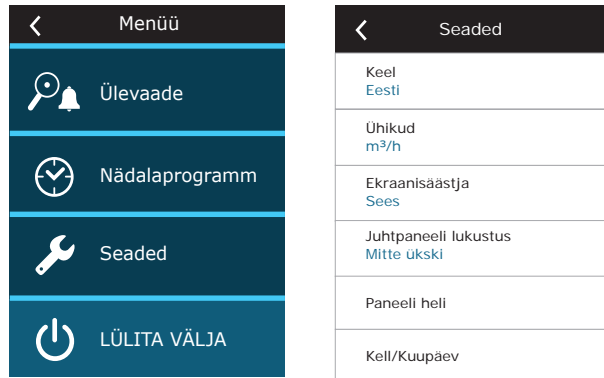 Menüü
Ülevaade
Nädalaprogramm
Seaded
LÜLITA VÄLJA
Seaded
Keel
Eesti
Ühikud
m³/h
Ekraanisäästja
Sees
Juhtpaneeli lukustus
Mitte ükski
Paneeli heli
Kell/Kuupäev